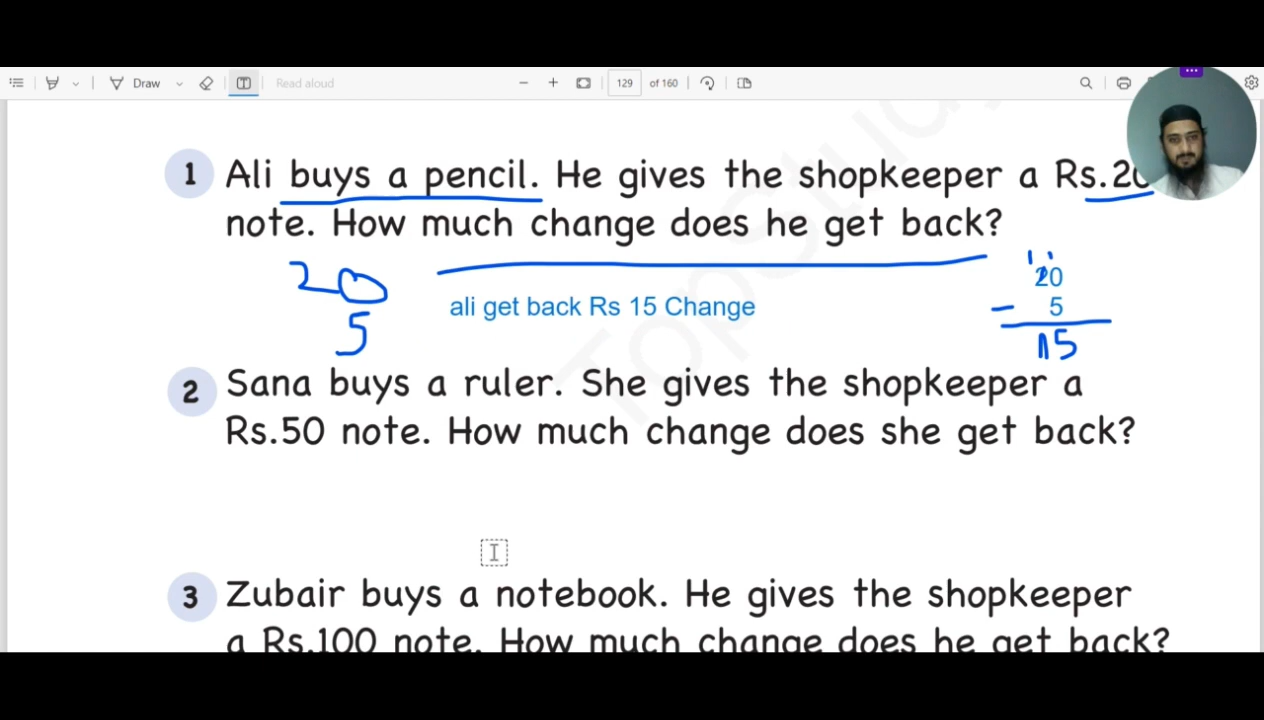 Draw
Read aloud
129
of 160
1 Ali buys a pencil. He gives the shopkeeper a Rs.20
note. How much change does he get back?
20
5
ali get back Rs 15 Change
1
20
- 5
15
2 Sana buys a ruler. She gives the shopkeeper a
Rs.50 note. How much change does she get back?
3 Zubair buys a notebook. He gives the shopkeeper
a Rs.100 note. How much change does he get back?